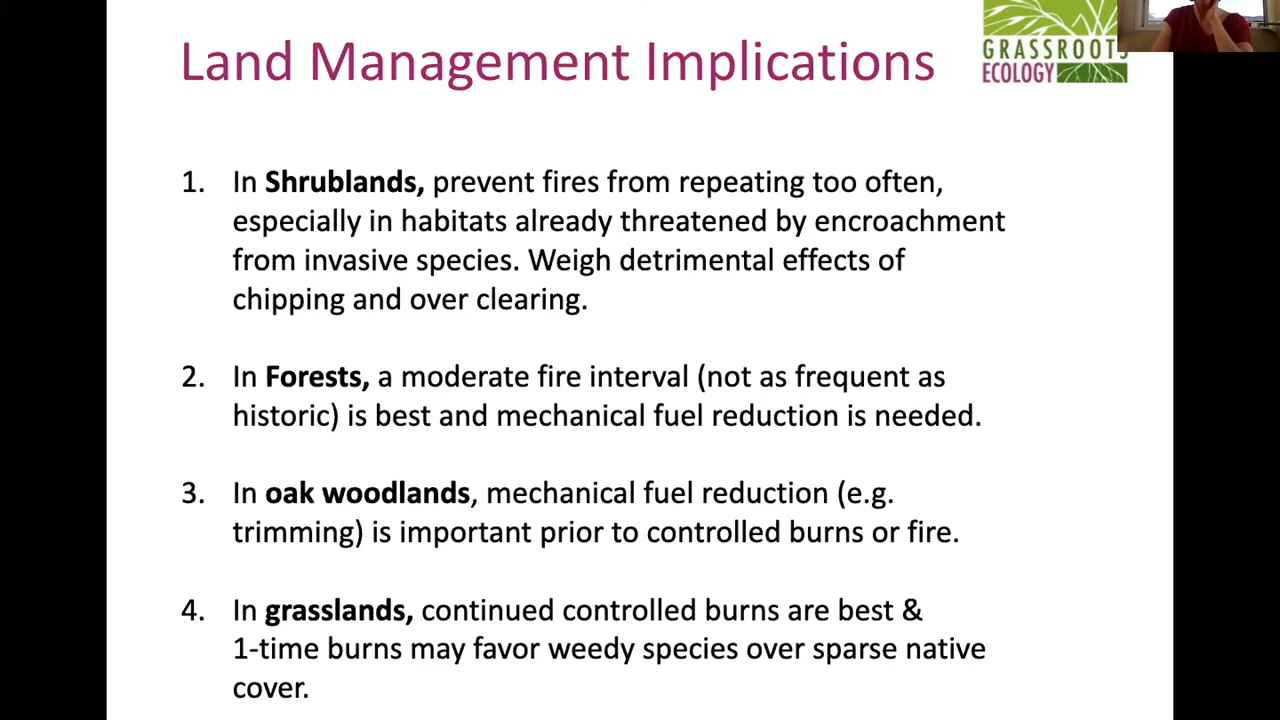 Land Management Implications
GRASSROOTS
ECOLOGY
1. In Shrublands, prevent fires from repeating too often,
especially in habitats already threatened by encroachment
from invasive species. Weigh detrimental effects of
chipping and over clearing.
2. In Forests, a moderate fire interval (not as frequent as
historic) is best and mechanical fuel reduction is needed.
3. In oak woodlands, mechanical fuel reduction (e.g.
trimming) is important prior to controlled burns or fire.
4. In grasslands, continued controlled burns are best &
1-time burns may favor weedy species over sparse native
cover.